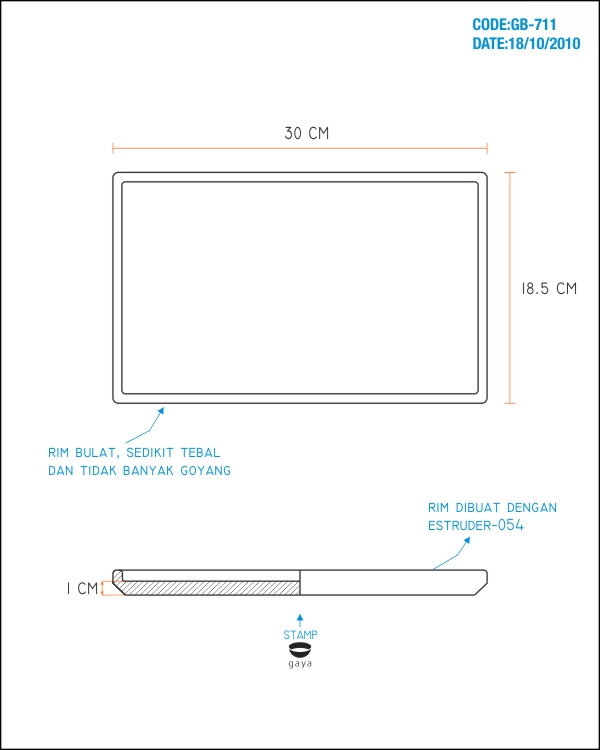 CODE:GB-711
DATE:18/10/2010
30 CM
18.5 CM
RIM BULAT, SEDIKIT TEBAL
DAN TIDAK BANYAK GOYANG
RIM DIBUAT DENGAN
ESTRUDER-054
1 CM
STAMP
gaya